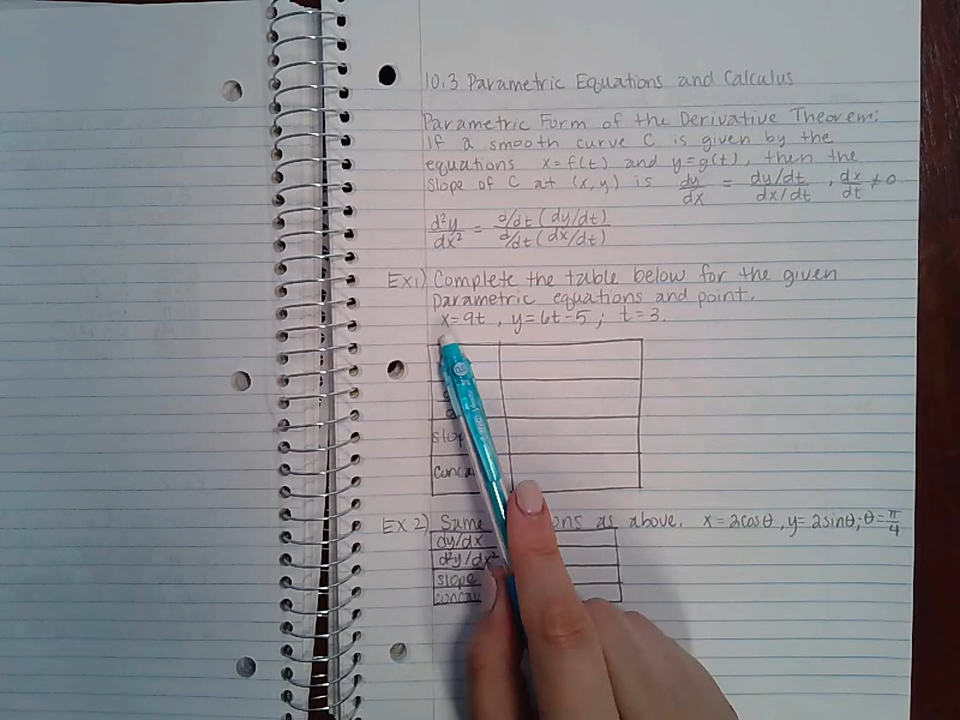 10.3 Parametric Equations and Calculus
Parametric Form of the Derivative Theorem:
If a smooth curve C is given by the
equations x=f(t) and y=g(t), then the
slope of C at (x,y) is dy/dx = (dy/dt)/(dx/dt), dx/dt ≠ 0
d²y/dx² = d/dt(dy/dt) / d/dt(dx/dt)
Ex1) Complete the table below for the given
parametric equations and point.
x=9t, y=6t-5; t=3.
Ex 2) Same as above. x=2cosθ, y=2sinθ; θ=π/4
dy/dx
d²y/dx²
slope